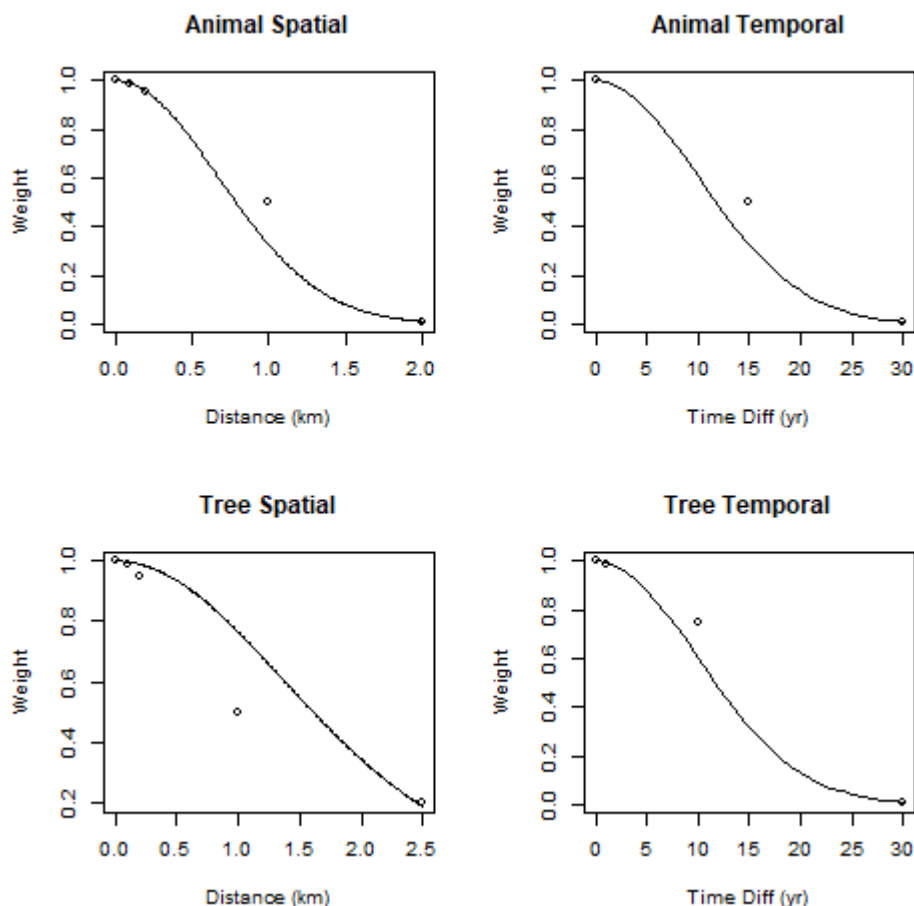 Animal Spatial
Weight
0.0 0.2 0.4 0.6 0.8 1.0
0.0 0.5 1.0 1.5 2.0
Distance (km)
Animal Temporal
Weight
0.0 0.2 0.4 0.6 0.8 1.0
0 5 10 15 20 25 30
Time Diff (yr)
Tree Spatial
Weight
0.2 0.4 0.6 0.8 1.0
0.0 0.5 1.0 1.5 2.0 2.5
Distance (km)
Tree Temporal
Weight
0.0 0.2 0.4 0.6 0.8 1.0
0 5 10 15 20 25 30
Time Diff (yr)